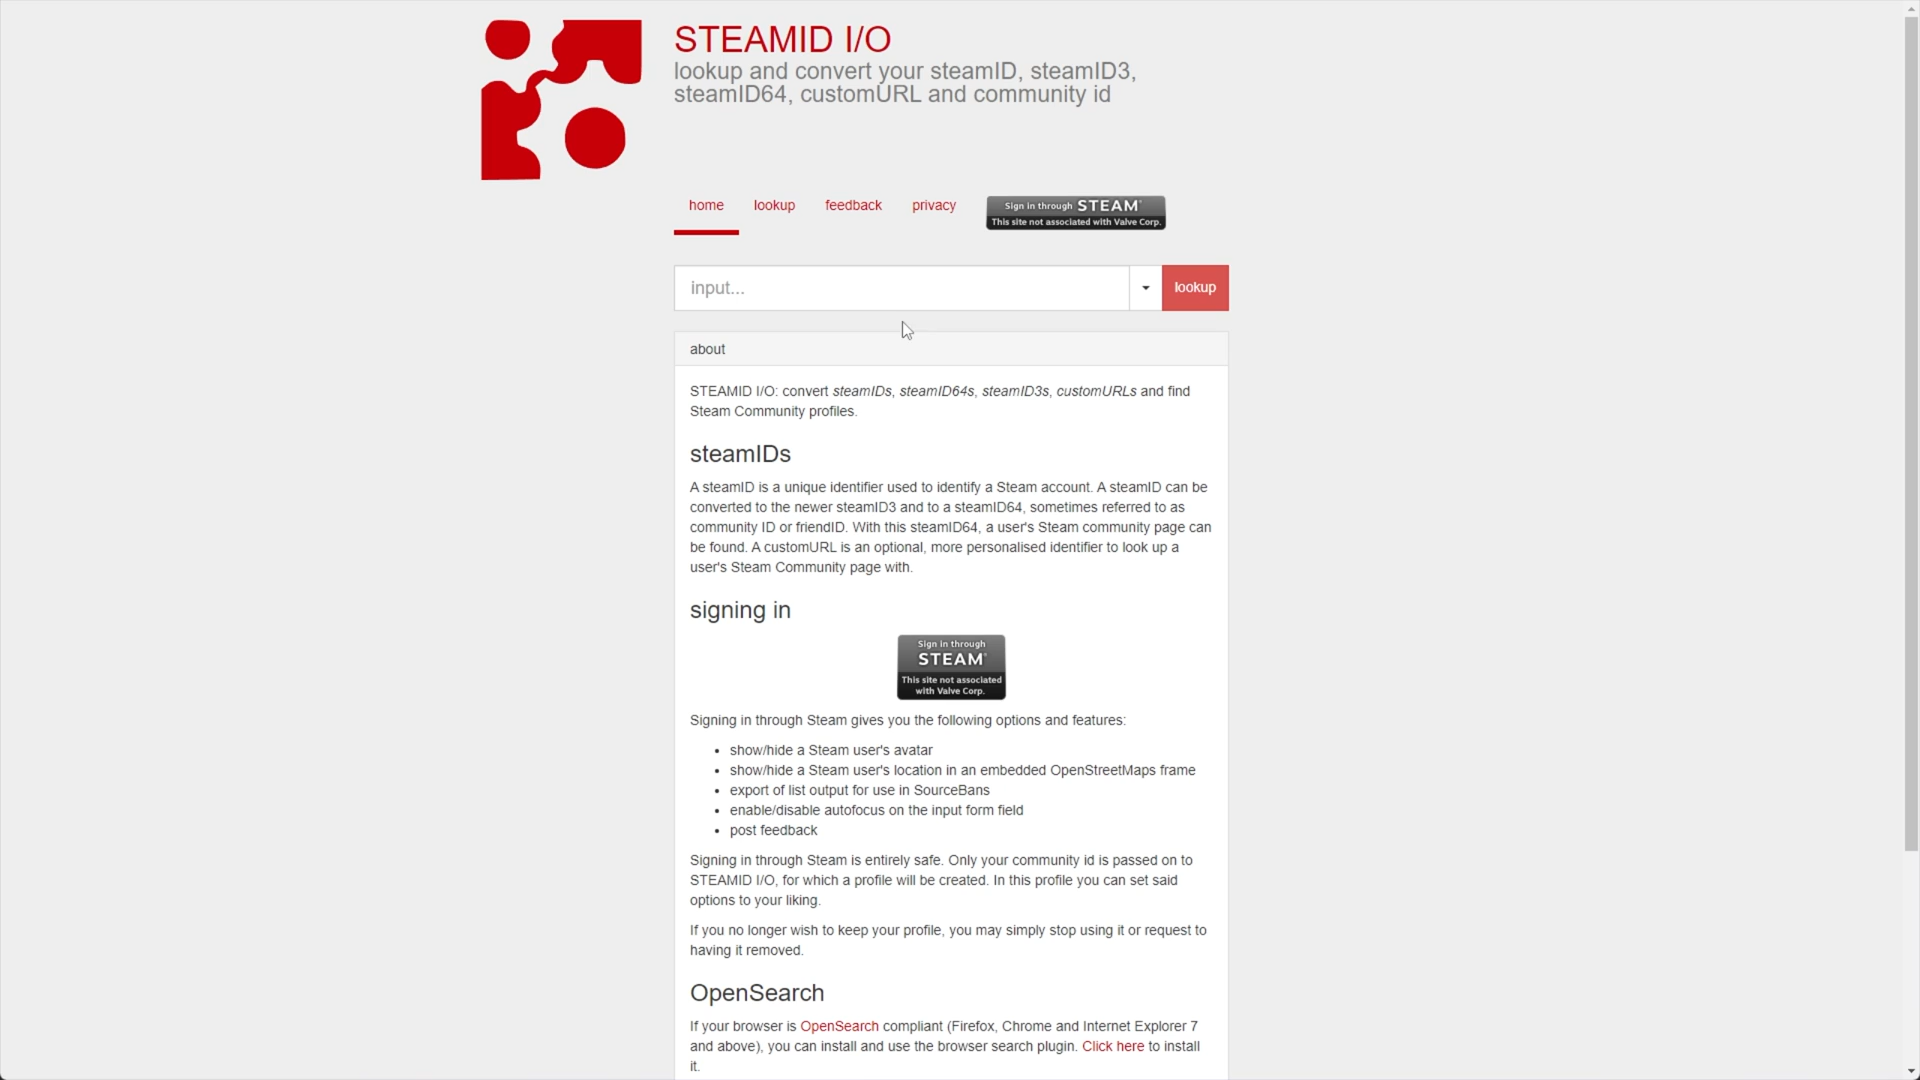 STEAMID I/O
lookup and convert your steamID, steamID3,
steamID64, customURL and community id
home lookup feedback privacy Sign in through STEAM®
This site not associated with Valve Corp.
input... lookup
about
STEAMID I/O: convert steamIDs, steamID64s, steamID3s, customURLs and find
Steam Community profiles.
steamIDs
A steamID is a unique identifier used to identify a Steam account. A steamID can be
converted to the newer steamID3 and to a steamID64, sometimes referred to as
community ID or friendID. With this steamID64, a user's Steam community page can
be found. A customURL is an optional, more personalised identifier to look up a
user's Steam Community page with.
signing in
Sign in through
STEAM®
This site not associated
with Valve Corp.
Signing in through Steam gives you the following options and features:
• show/hide a Steam user's avatar
• show/hide a Steam user's location in an embedded OpenStreetMaps frame
• export of list output for use in SourceBans
• enable/disable autofocus on the input form field
• post feedback
Signing in through Steam is entirely safe. Only your community id is passed on to
STEAMID I/O, for which a profile will be created. In this profile you can set said
options to your liking.
If you no longer wish to keep your profile, you may simply stop using it or request to
having it removed.
OpenSearch
If your browser is OpenSearch compliant (Firefox, Chrome and Internet Explorer 7
and above), you can install and use the browser search plugin. Click here to install
it.